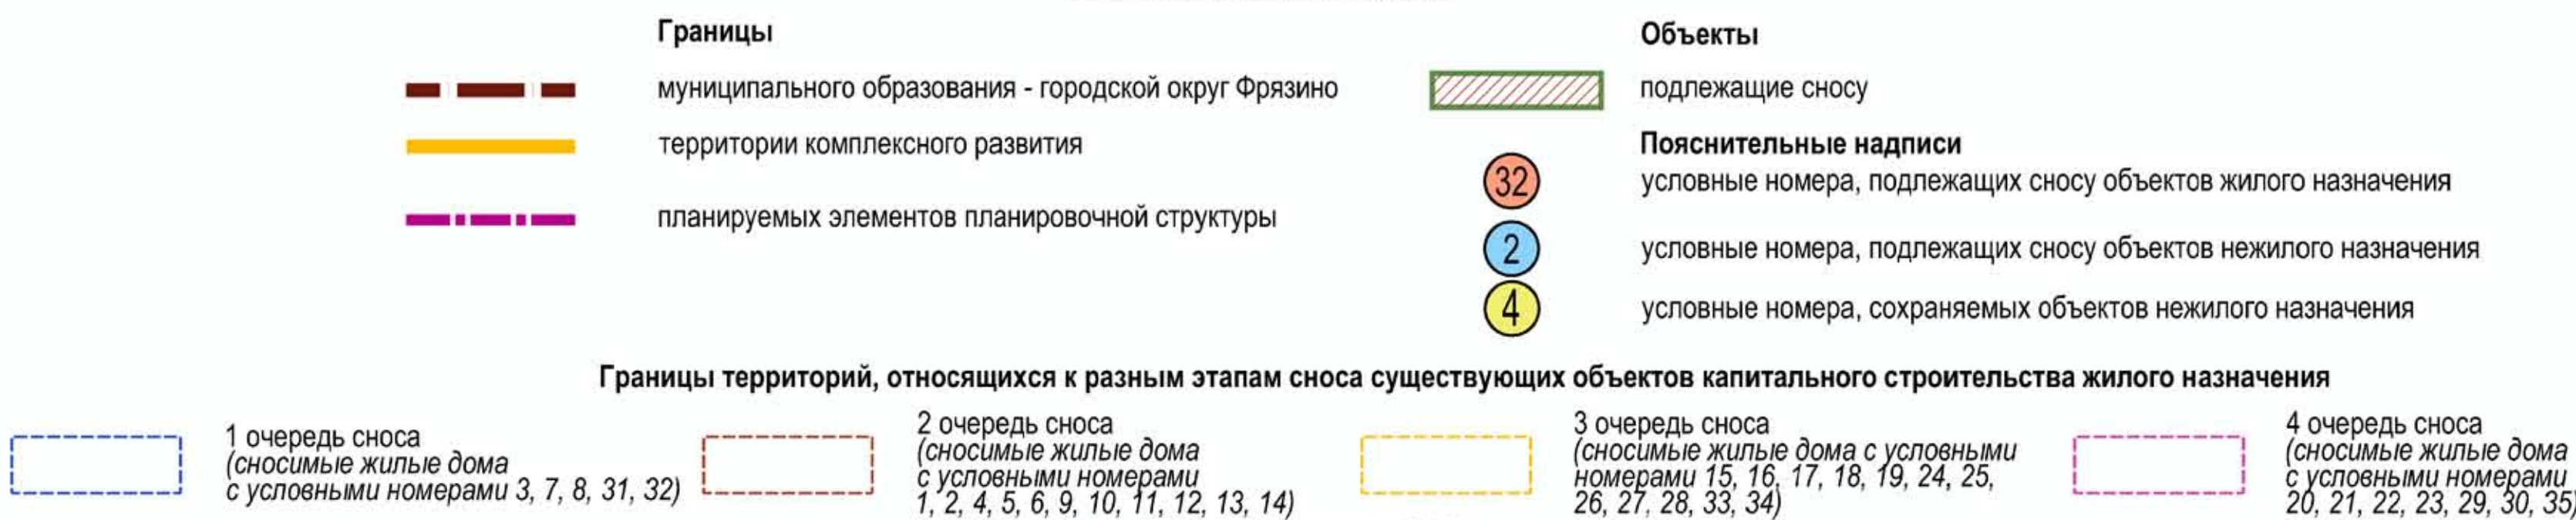 Границы
муниципального образования - городской округ Фрязино
территории комплексного развития
планируемых элементов планировочной структуры
Объекты
подлежащие сносу
Пояснительные надписи
32 условные номера, подлежащих сносу объектов жилого назначения
2 условные номера, подлежащих сносу объектов нежилого назначения
4 условные номера, сохраняемых объектов нежилого назначения
Границы территорий, относящихся к разным этапам сноса существующих объектов капитального строительства жилого назначения
1 очередь сноса
(сносимые жилые дома
с условными номерами 3, 7, 8, 31, 32)
2 очередь сноса
(сносимые жилые дома
с условными номерами
1, 2, 4, 5, 6, 9, 10, 11, 12, 13, 14)
3 очередь сноса
(сносимые жилые дома с условными
номерами 15, 16, 17, 18, 19, 24, 25,
26, 27, 28, 33, 34)
4 очередь сноса
(сносимые жилые дома
с условными номерами
20, 21, 22, 23, 29, 30, 35)